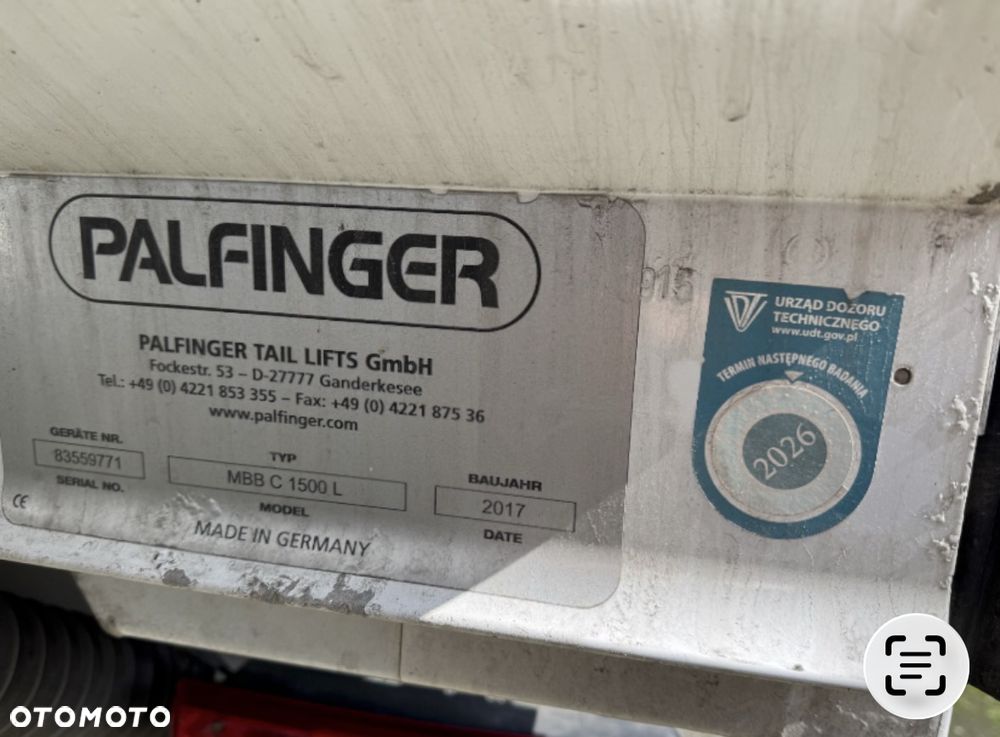 PALFINGER
PALFINGER TAIL LIFTS GmbH
Fockestr. 53 – D-27777 Ganderkesee
Tel.: +49 (0) 4221 853 355 – Fax: +49 (0) 4221 875 36
www.palfinger.com
GERÄTE NR.
83559771
SERIAL NO.
TYP
MBB C 1500 L
MODEL
BAUJAHR
2017
DATE
CE
MADE IN GERMANY
915
UDT
URZĄD DOZORU
TECHNICZNEGO
www.udt.gov.pl
TERMIN NASTĘPNEGO BADANIA
2026
OTOMOTO